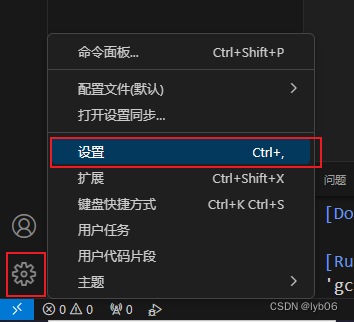 命令面板... Ctrl+Shift+P
配置文件(默认)
打开设置同步...
设置 Ctrl+,
扩展 Ctrl+Shift+X
键盘快捷方式 Ctrl+K Ctrl+S
用户任务
用户代码片段
主题
问题
[Do
[Ru
'gc
CSDN @lyb06
0 0 0